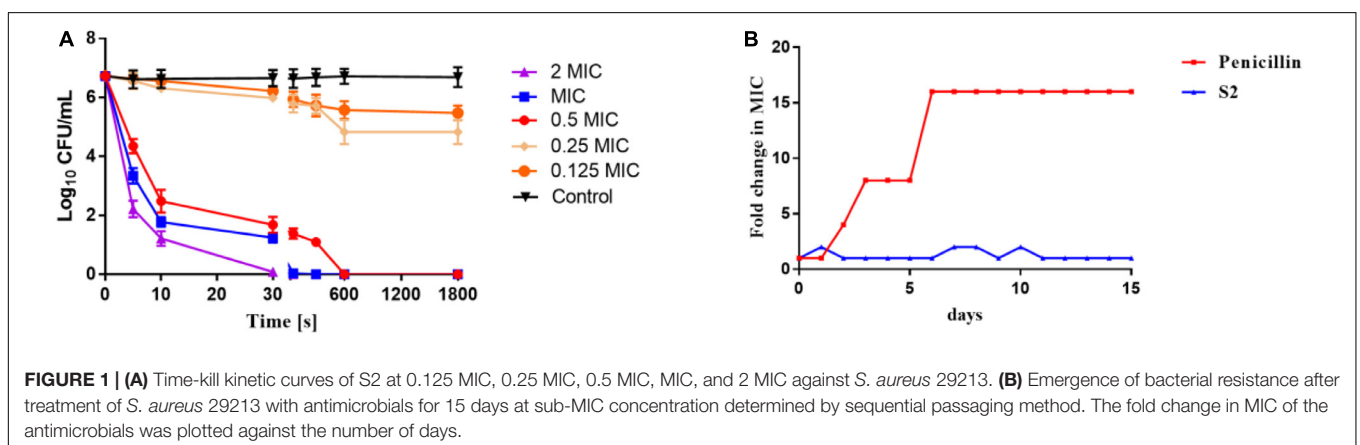 A
8
6
4
2
0
Log10 CFU/mL
0 10 20 30 600 1200 1800
Time [s]
2 MIC
MIC
0.5 MIC
0.25 MIC
0.125 MIC
Control
B
20
15
10
5
0
Fold change in MIC
0 5 10 15
days
Penicillin
S2
FIGURE 1 | (A) Time-kill kinetic curves of S2 at 0.125 MIC, 0.25 MIC, 0.5 MIC, MIC, and 2 MIC against S. aureus 29213. (B) Emergence of bacterial resistance after
treatment of S. aureus 29213 with antimicrobials for 15 days at sub-MIC concentration determined by sequential passaging method. The fold change in MIC of the
antimicrobials was plotted against the number of days.